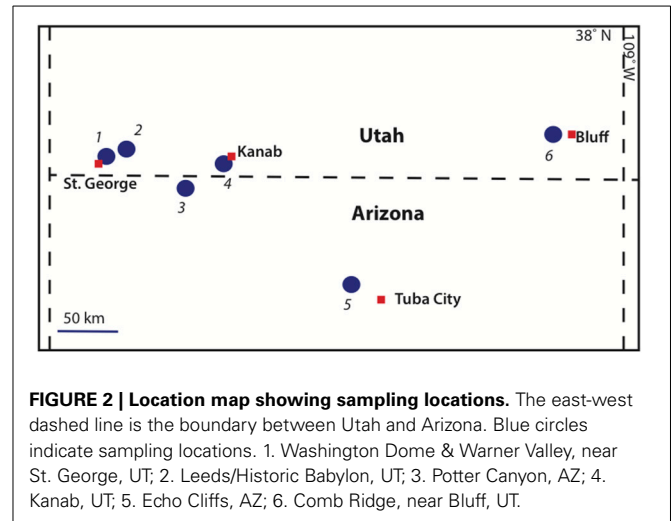 38° N
109° W
1
2
Utah
Kanab
Bluff
6
St. George
4
3
Arizona
5
Tuba City
50 km
FIGURE 2 | Location map showing sampling locations. The east-west
dashed line is the boundary between Utah and Arizona. Blue circles
indicate sampling locations. 1. Washington Dome & Warner Valley, near
St. George, UT; 2. Leeds/Historic Babylon, UT; 3. Potter Canyon, AZ; 4.
Kanab, UT; 5. Echo Cliffs, AZ; 6. Comb Ridge, near Bluff, UT.